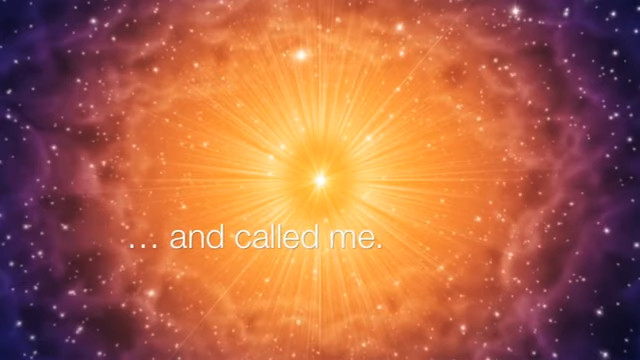 … and called me.